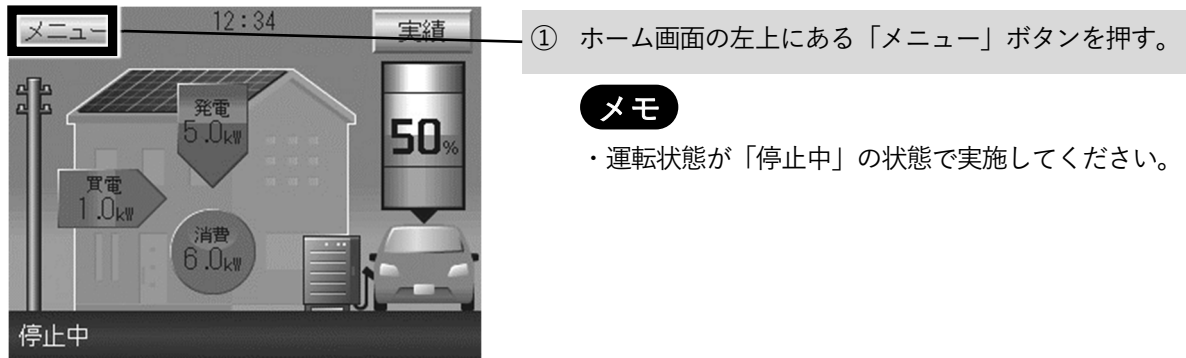 メニュー
12:34
実績
① ホーム画面の左上にある「メニュー」ボタンを押す。
メモ
・運転状態が「停止中」の状態で実施してください。
発電
5.0kW
50%
買電
1.0kW
消費
6.0kW
停止中